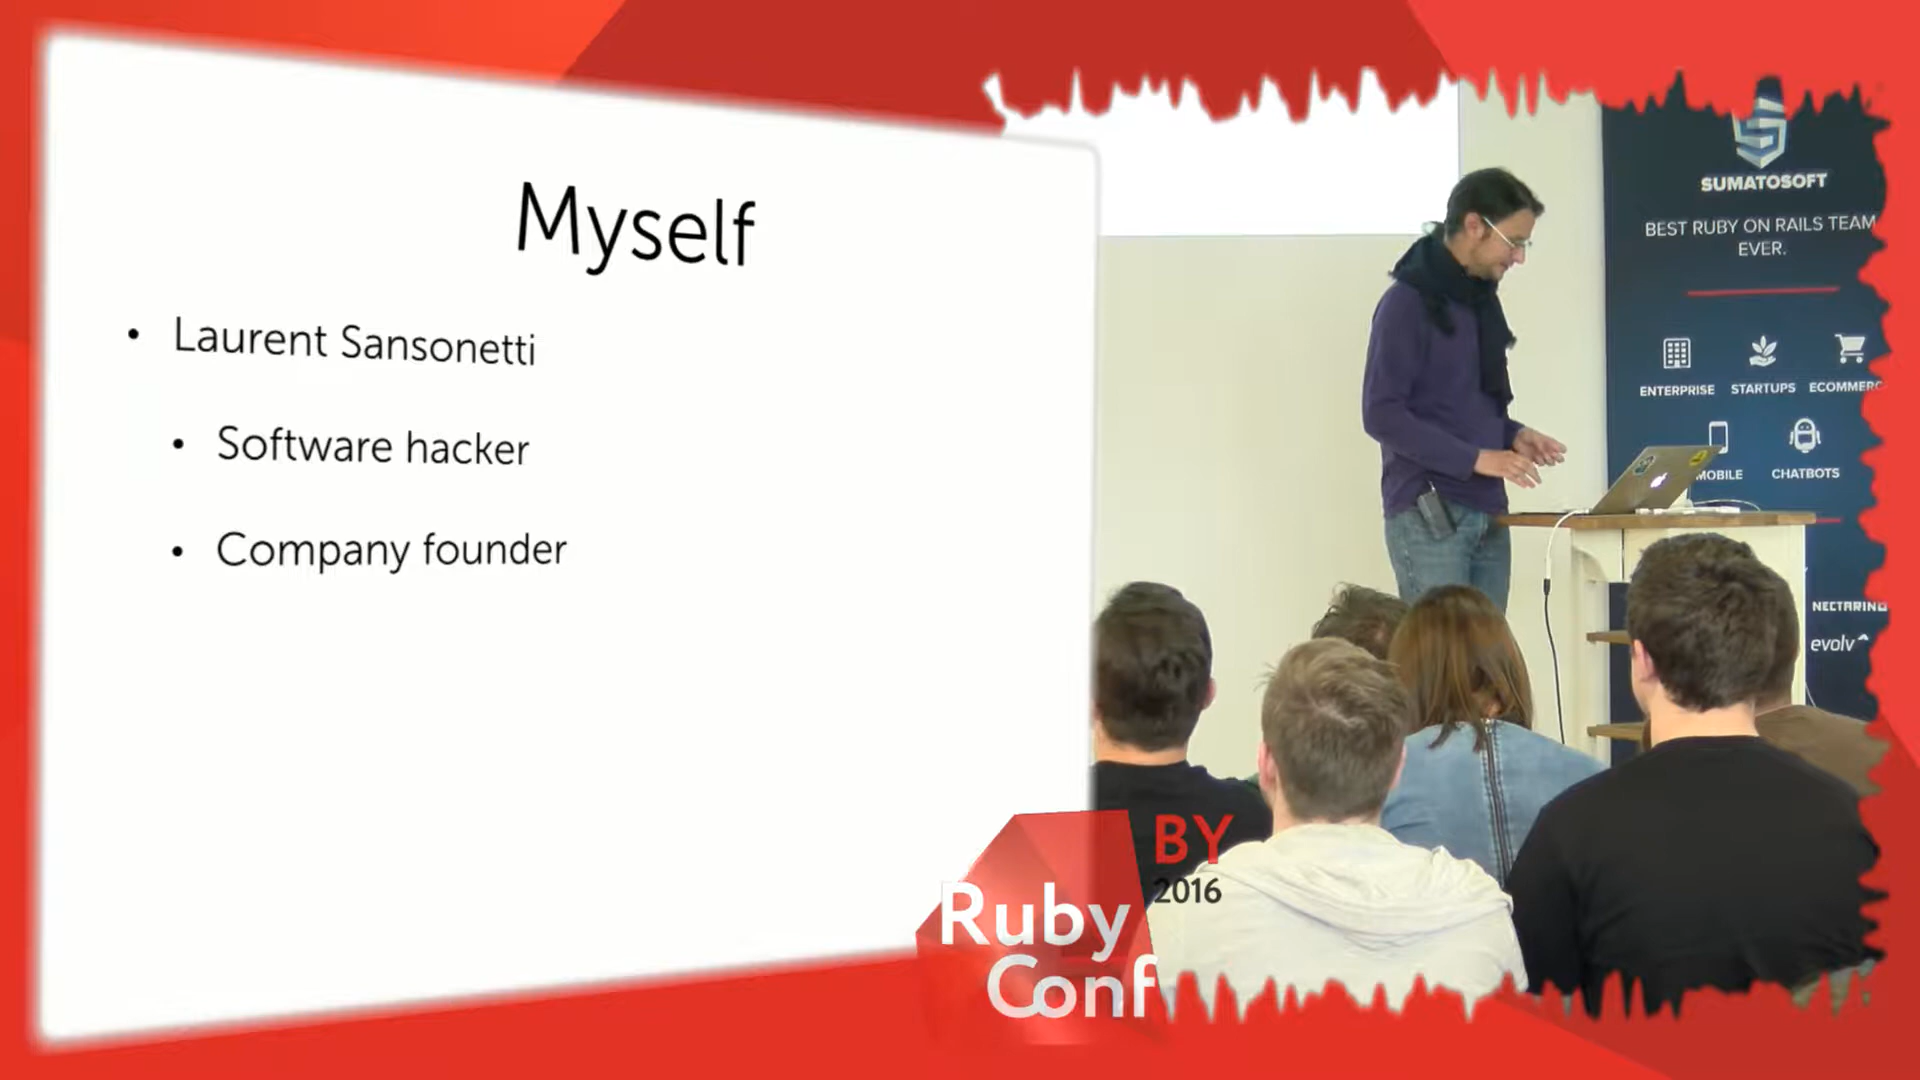 Myself
• Laurent Sansonetti
• Software hacker
• Company founder
SUMATOSOFT
BEST RUBY ON RAILS TEAM
EVER.
ENTERPRISE STARTUPS ECOMMERC
MOBILE CHATBOTS
NECTARIN
evolv
BY
2016
Ruby
Conf